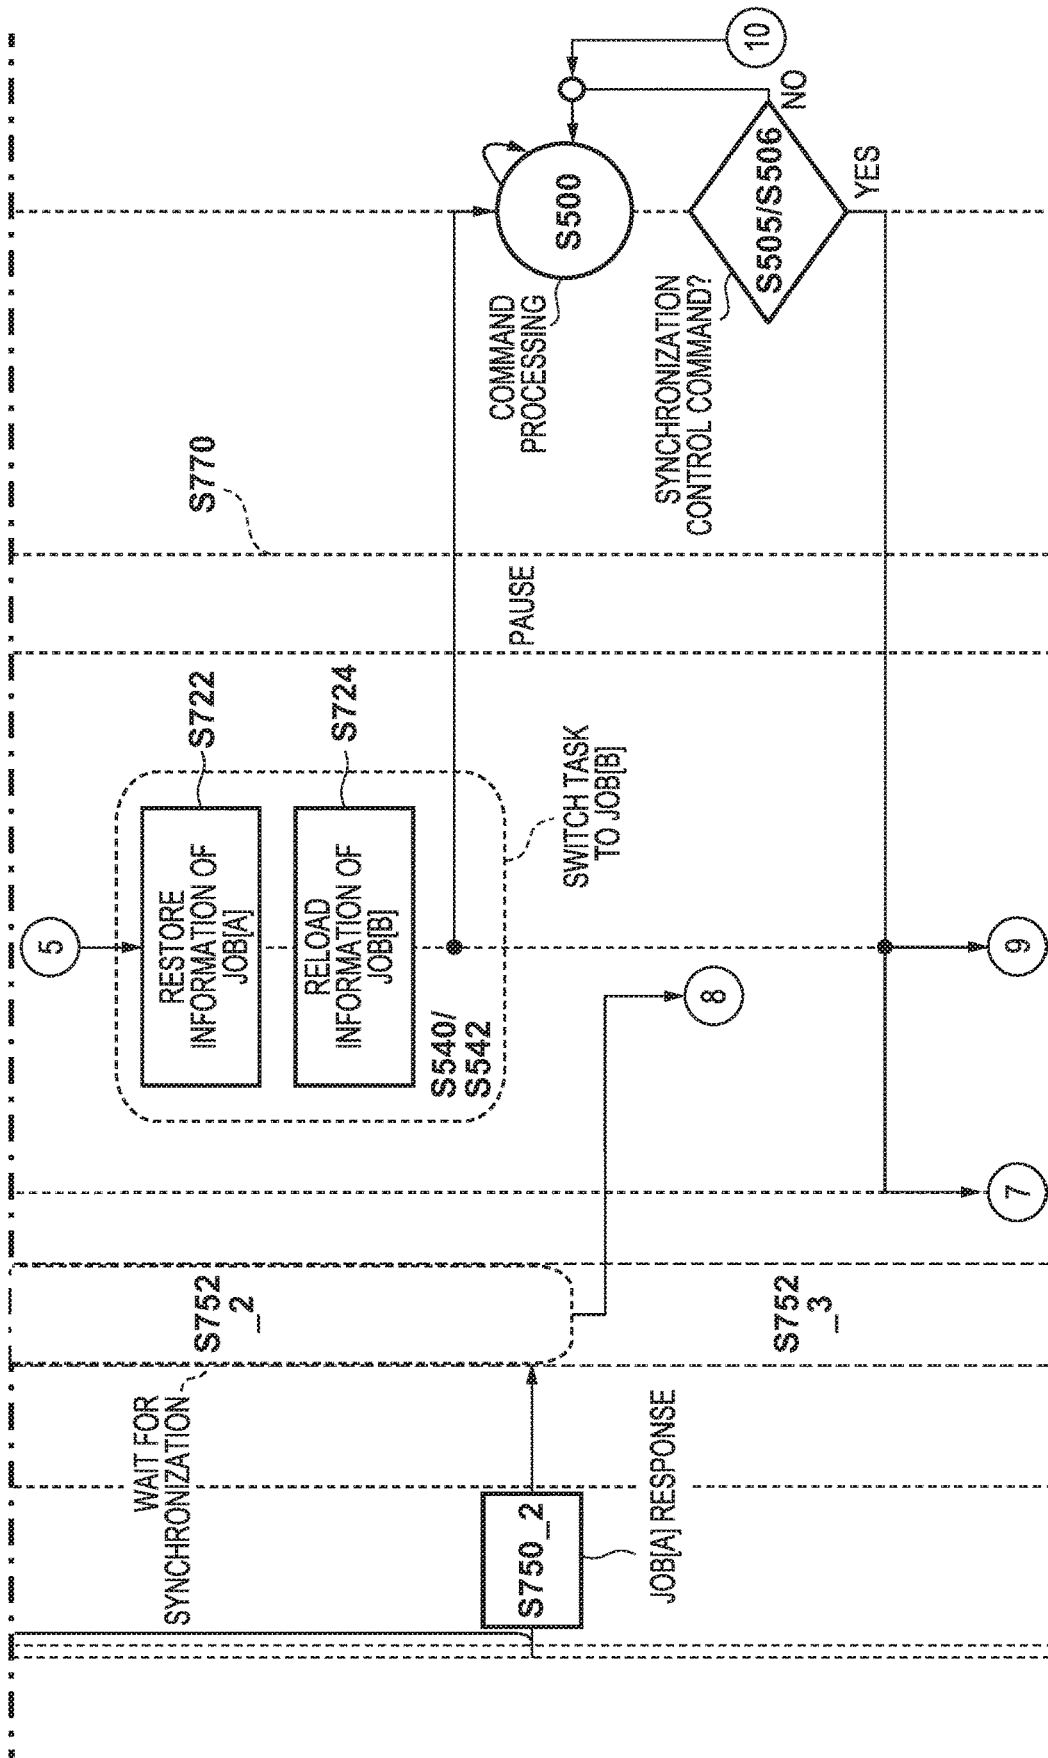 WAIT FOR
SYNCHRONIZATION
S752
_2
S750_2
JOB[A] RESPONSE
S752
_3
5
RESTORE
INFORMATION OF
JOB[A]
S722
RELOAD
INFORMATION OF
JOB[B]
S724
S540/
S542
SWITCH TASK
TO JOB[B]
8
7
9
PAUSE
S770
COMMAND
PROCESSING
S500
SYNCHRONIZATION
CONTROL COMMAND?
S505/S506
NO
YES
10